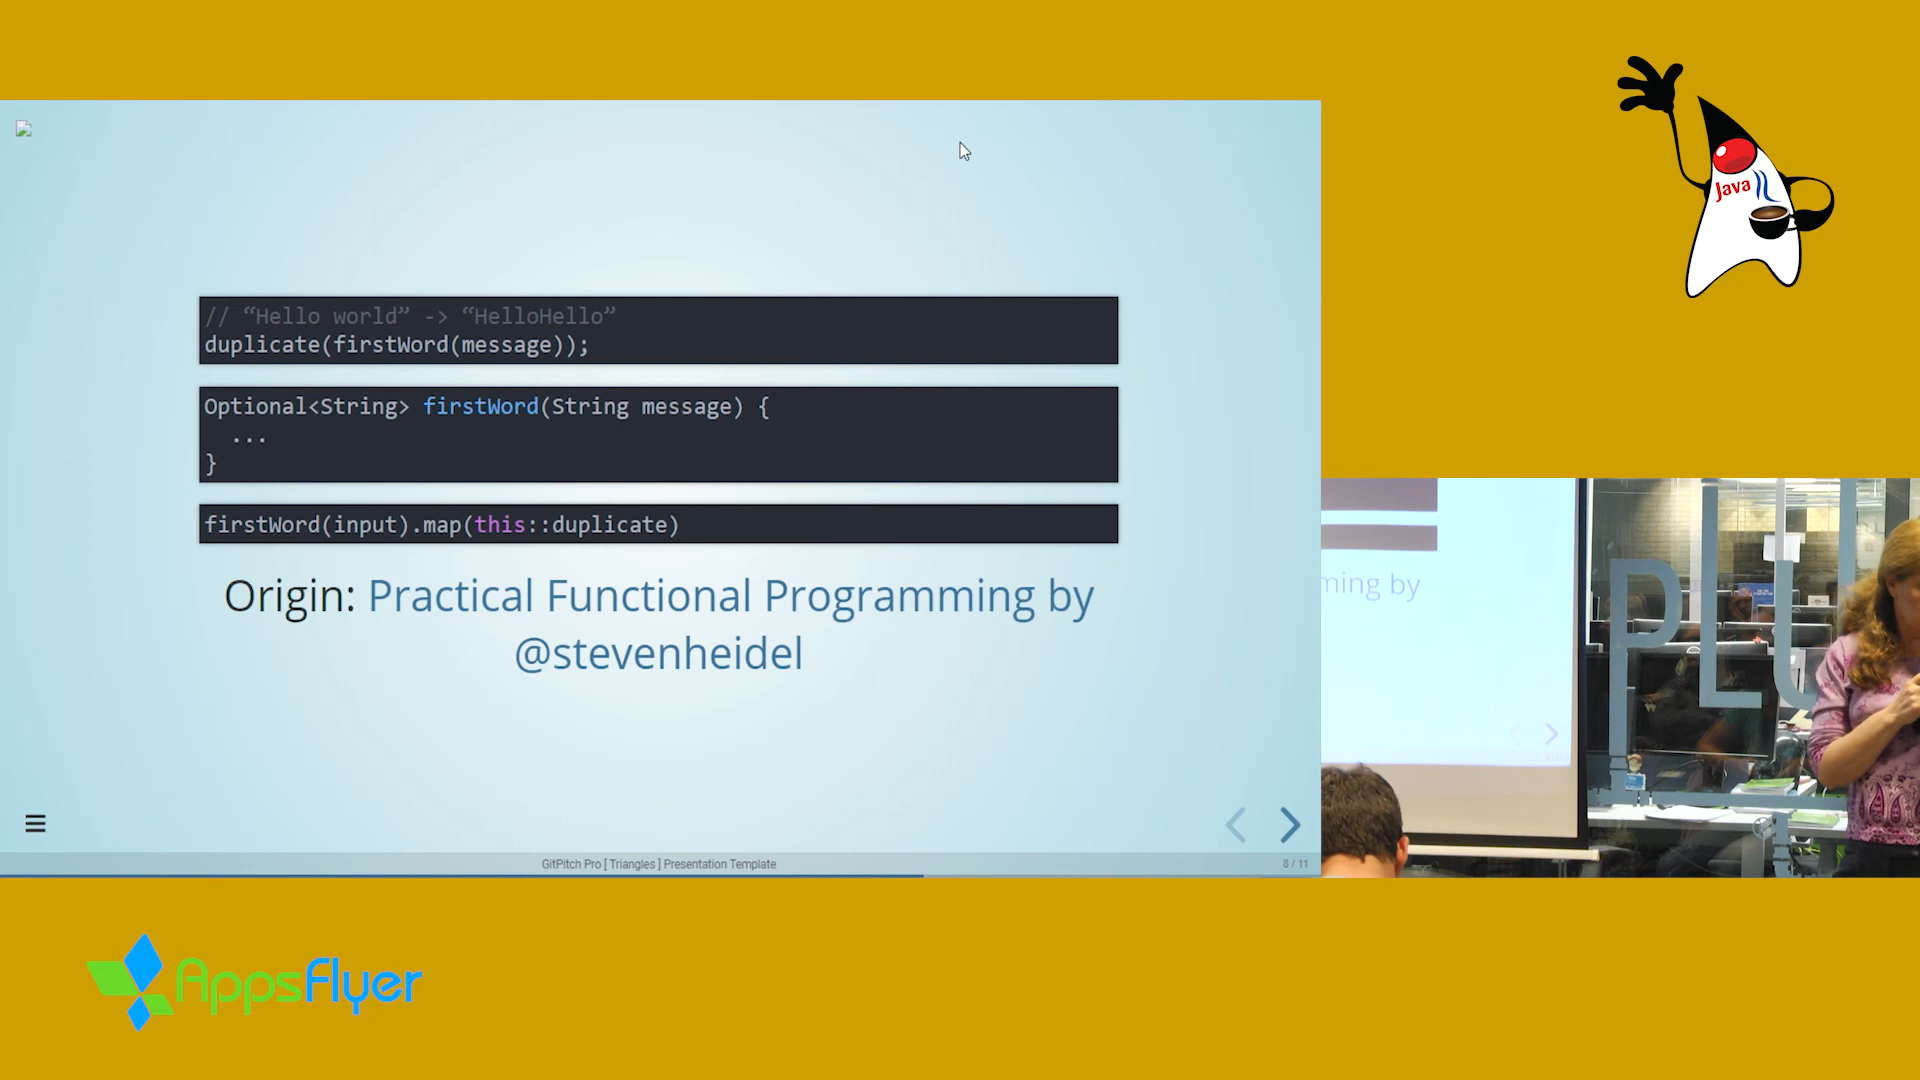 // “Hello world” -> “HelloHello”
duplicate(firstWord(message));
Optional<String> firstWord(String message) {
...
}
firstWord(input).map(this::duplicate)
Origin: Practical Functional Programming by
@stevenheidel
GitPitch Pro [ Triangles ] Presentation Template
8 / 11
Java
ming by
PLU
AppsFlyer